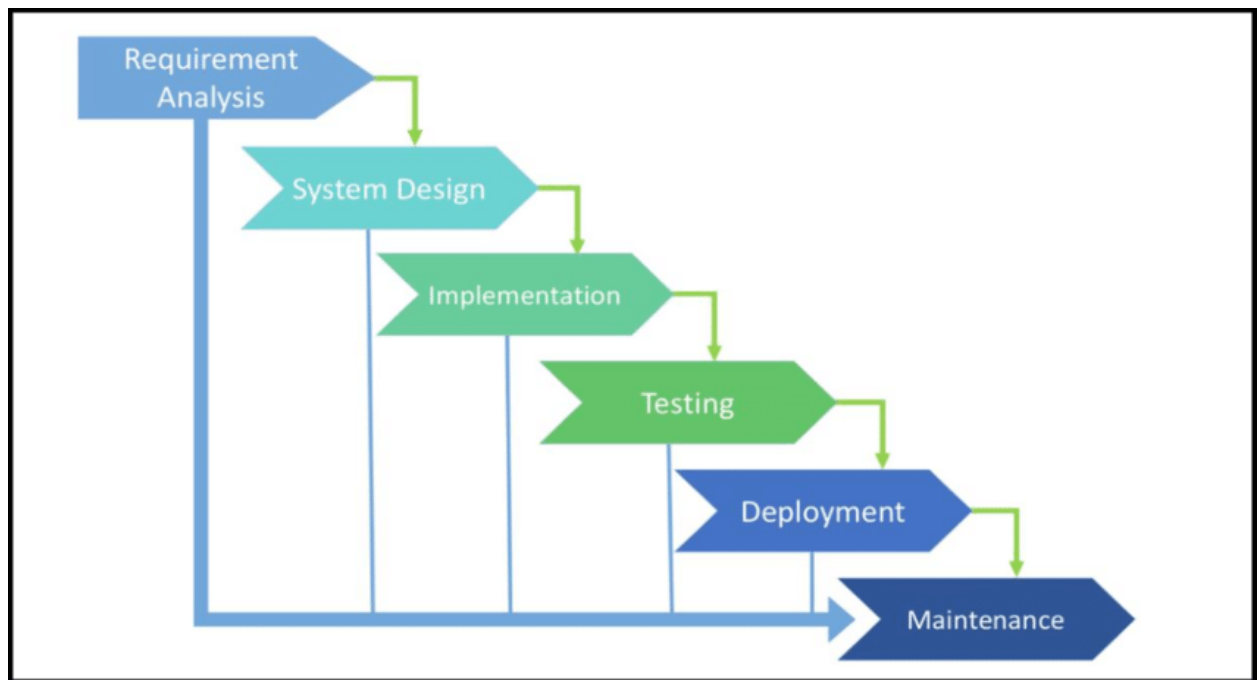 Requirement
Analysis
System Design
Implementation
Testing
Deployment
Maintenance